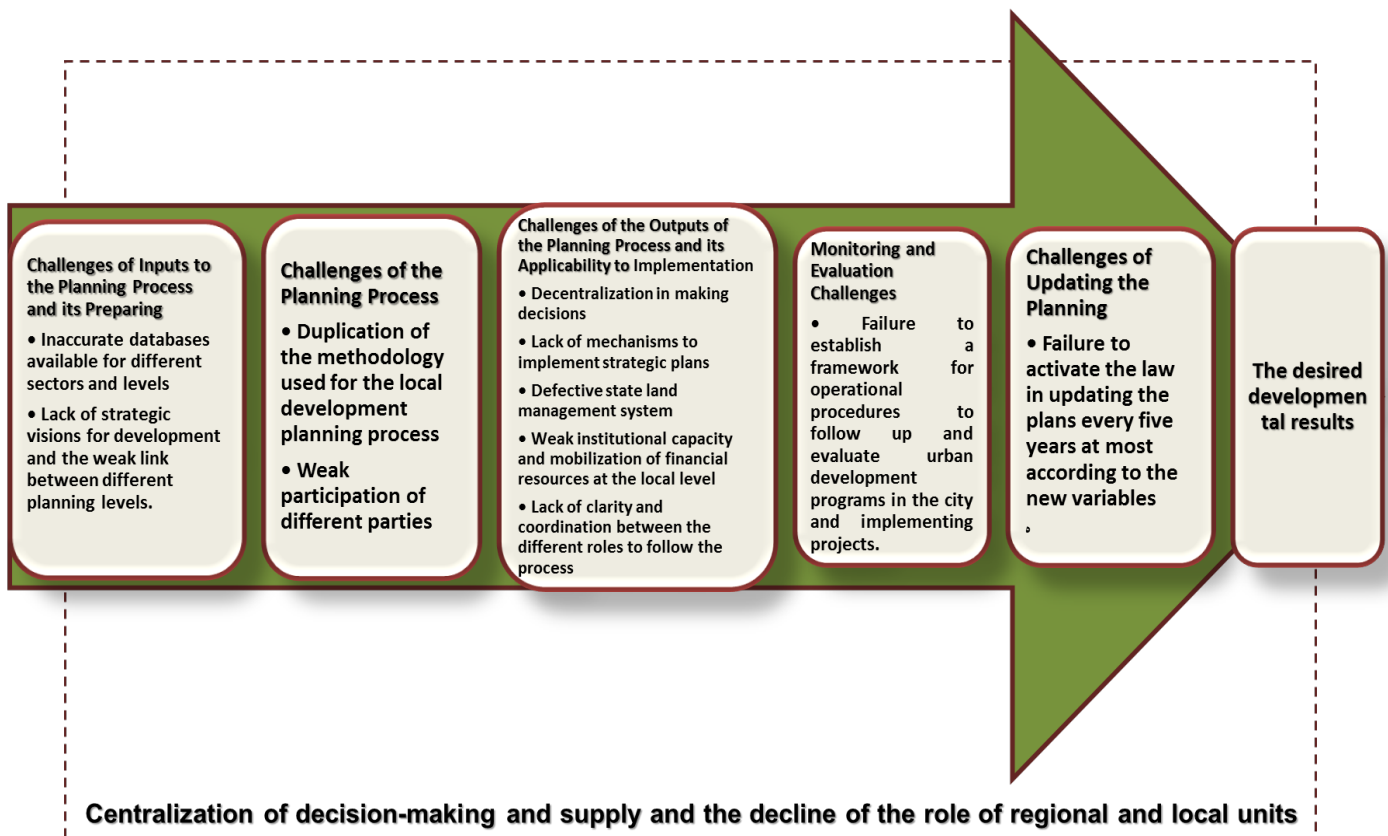 Challenges of Inputs to
the Planning Process
and its Preparing
• Inaccurate databases
available for different
sectors and levels
• Lack of strategic
visions for development
and the weak link
between different
planning levels.
Challenges of the
Planning Process
• Duplication of
the methodology
used for the local
development
planning process
• Weak
participation of
different parties
Challenges of the Outputs of
the Planning Process and its
Applicability to Implementation
• Decentralization in making
decisions
• Lack of mechanisms to
implement strategic plans
• Defective state land
management system
• Weak institutional capacity
and mobilization of financial
resources at the local level
• Lack of clarity and
coordination between the
different roles to follow the
process
Monitoring and
Evaluation
Challenges
• Failure to
establish a
framework for
operational
procedures to
follow up and
evaluate urban
development
programs in the city
and implementing
projects.
Challenges of
Updating the
Planning
• Failure to
activate the law
in updating the
plans every five
years at most
according to the
new variables
The desired
developmen
tal results
Centralization of decision-making and supply and the decline of the role of regional and local units